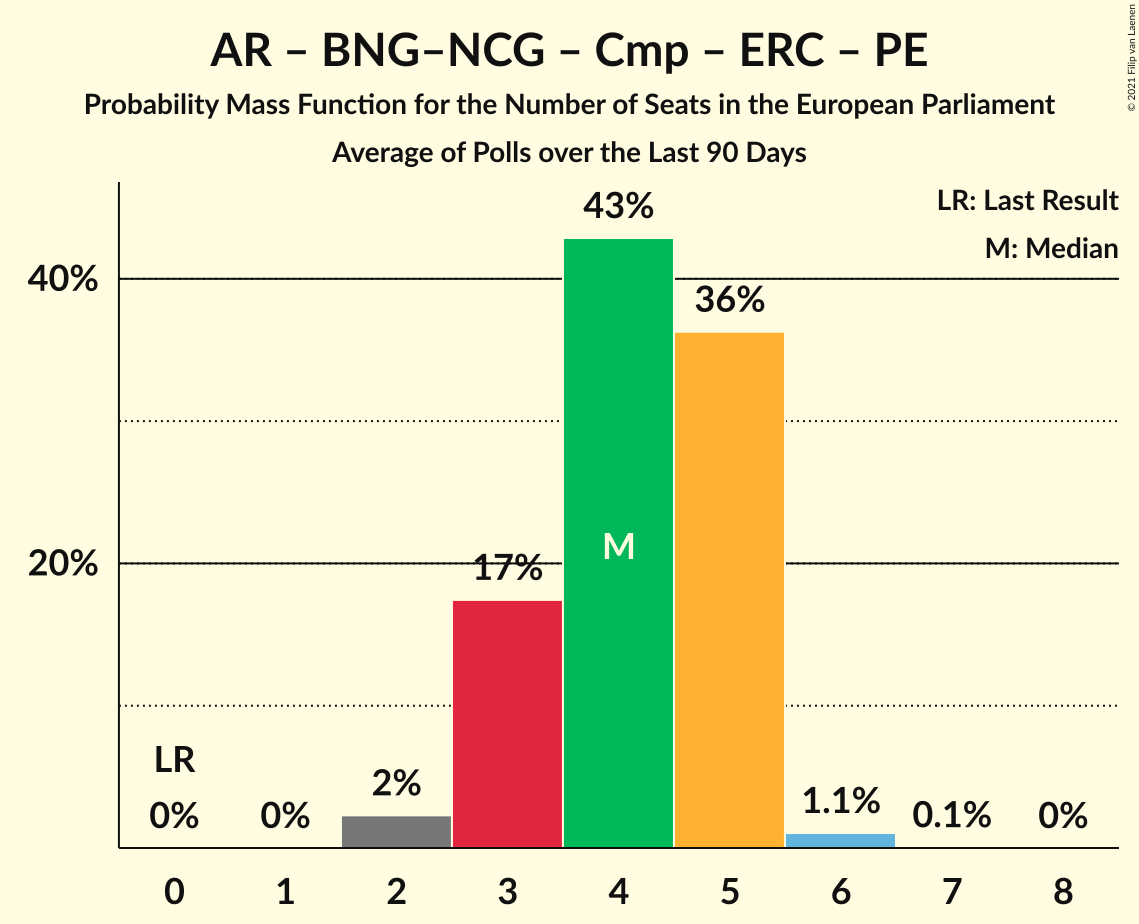 AR – BNG–NCG – Cmp – ERC – PE
Probability Mass Function for the Number of Seats in the European Parliament
Average of Polls over the Last 90 Days
© 2021 Filip van Laenen
LR: Last Result
M: Median
43%
40%
36%
M
20%
17%
LR
0%
0%
2%
1.1%
0.1%
0%
0 1 2 3 4 5 6 7 8